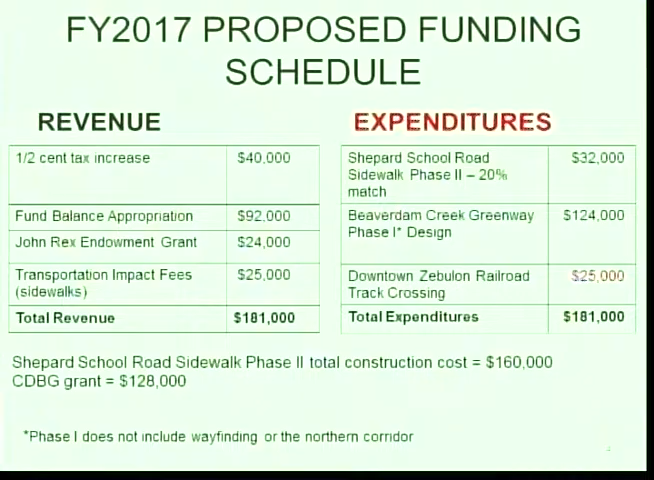 FY2017 PROPOSED FUNDING
SCHEDULE
REVENUE
1/2 cent tax increase $40,000
Fund Balance Appropriation $92,000
John Rex Endowment Grant $24,000
Transportation Impact Fees $25,000
(sidewalks)
Total Revenue $181,000
EXPENDITURES
Shepard School Road $32,000
Sidewalk Phase II – 20%
match
Beaverdam Creek Greenway $124,000
Phase I* Design
Downtown Zebulon Railroad $25,000
Track Crossing
Total Expenditures $181,000
Shepard School Road Sidewalk Phase II total construction cost = $160,000
CDBG grant = $128,000
*Phase I does not include wayfinding or the northern corridor